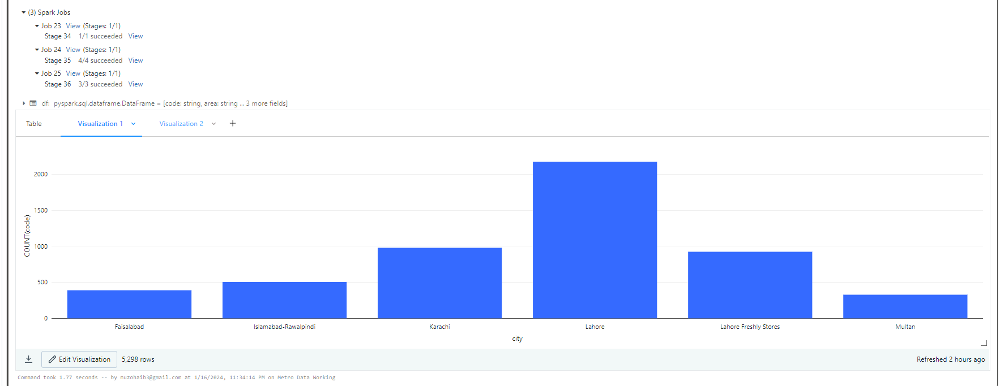 (3) Spark Jobs
Job 23 View (Stages: 1/1)
Stage 34 1/1 succeeded View
Job 24 View (Stages: 1/1)
Stage 35 4/4 succeeded View
Job 25 View (Stages: 1/1)
Stage 36 3/3 succeeded View
df: pyspark.sql.dataframe.DataFrame = [code: string, area: string ... 3 more fields]
Table Visualization 1 Visualization 2 +
COUNT(code)
2000
1500
1000
500
0
Faisalabad Islamabad-Rawalpindi Karachi Lahore Lahore Freshly Stores Multan
city
Edit Visualization 5,298 rows Refreshed 2 hours ago
Command took 1.77 seconds -- by muzohaib3@gmail.com at 1/16/2024, 11:34:14 PM on Metro Data Working